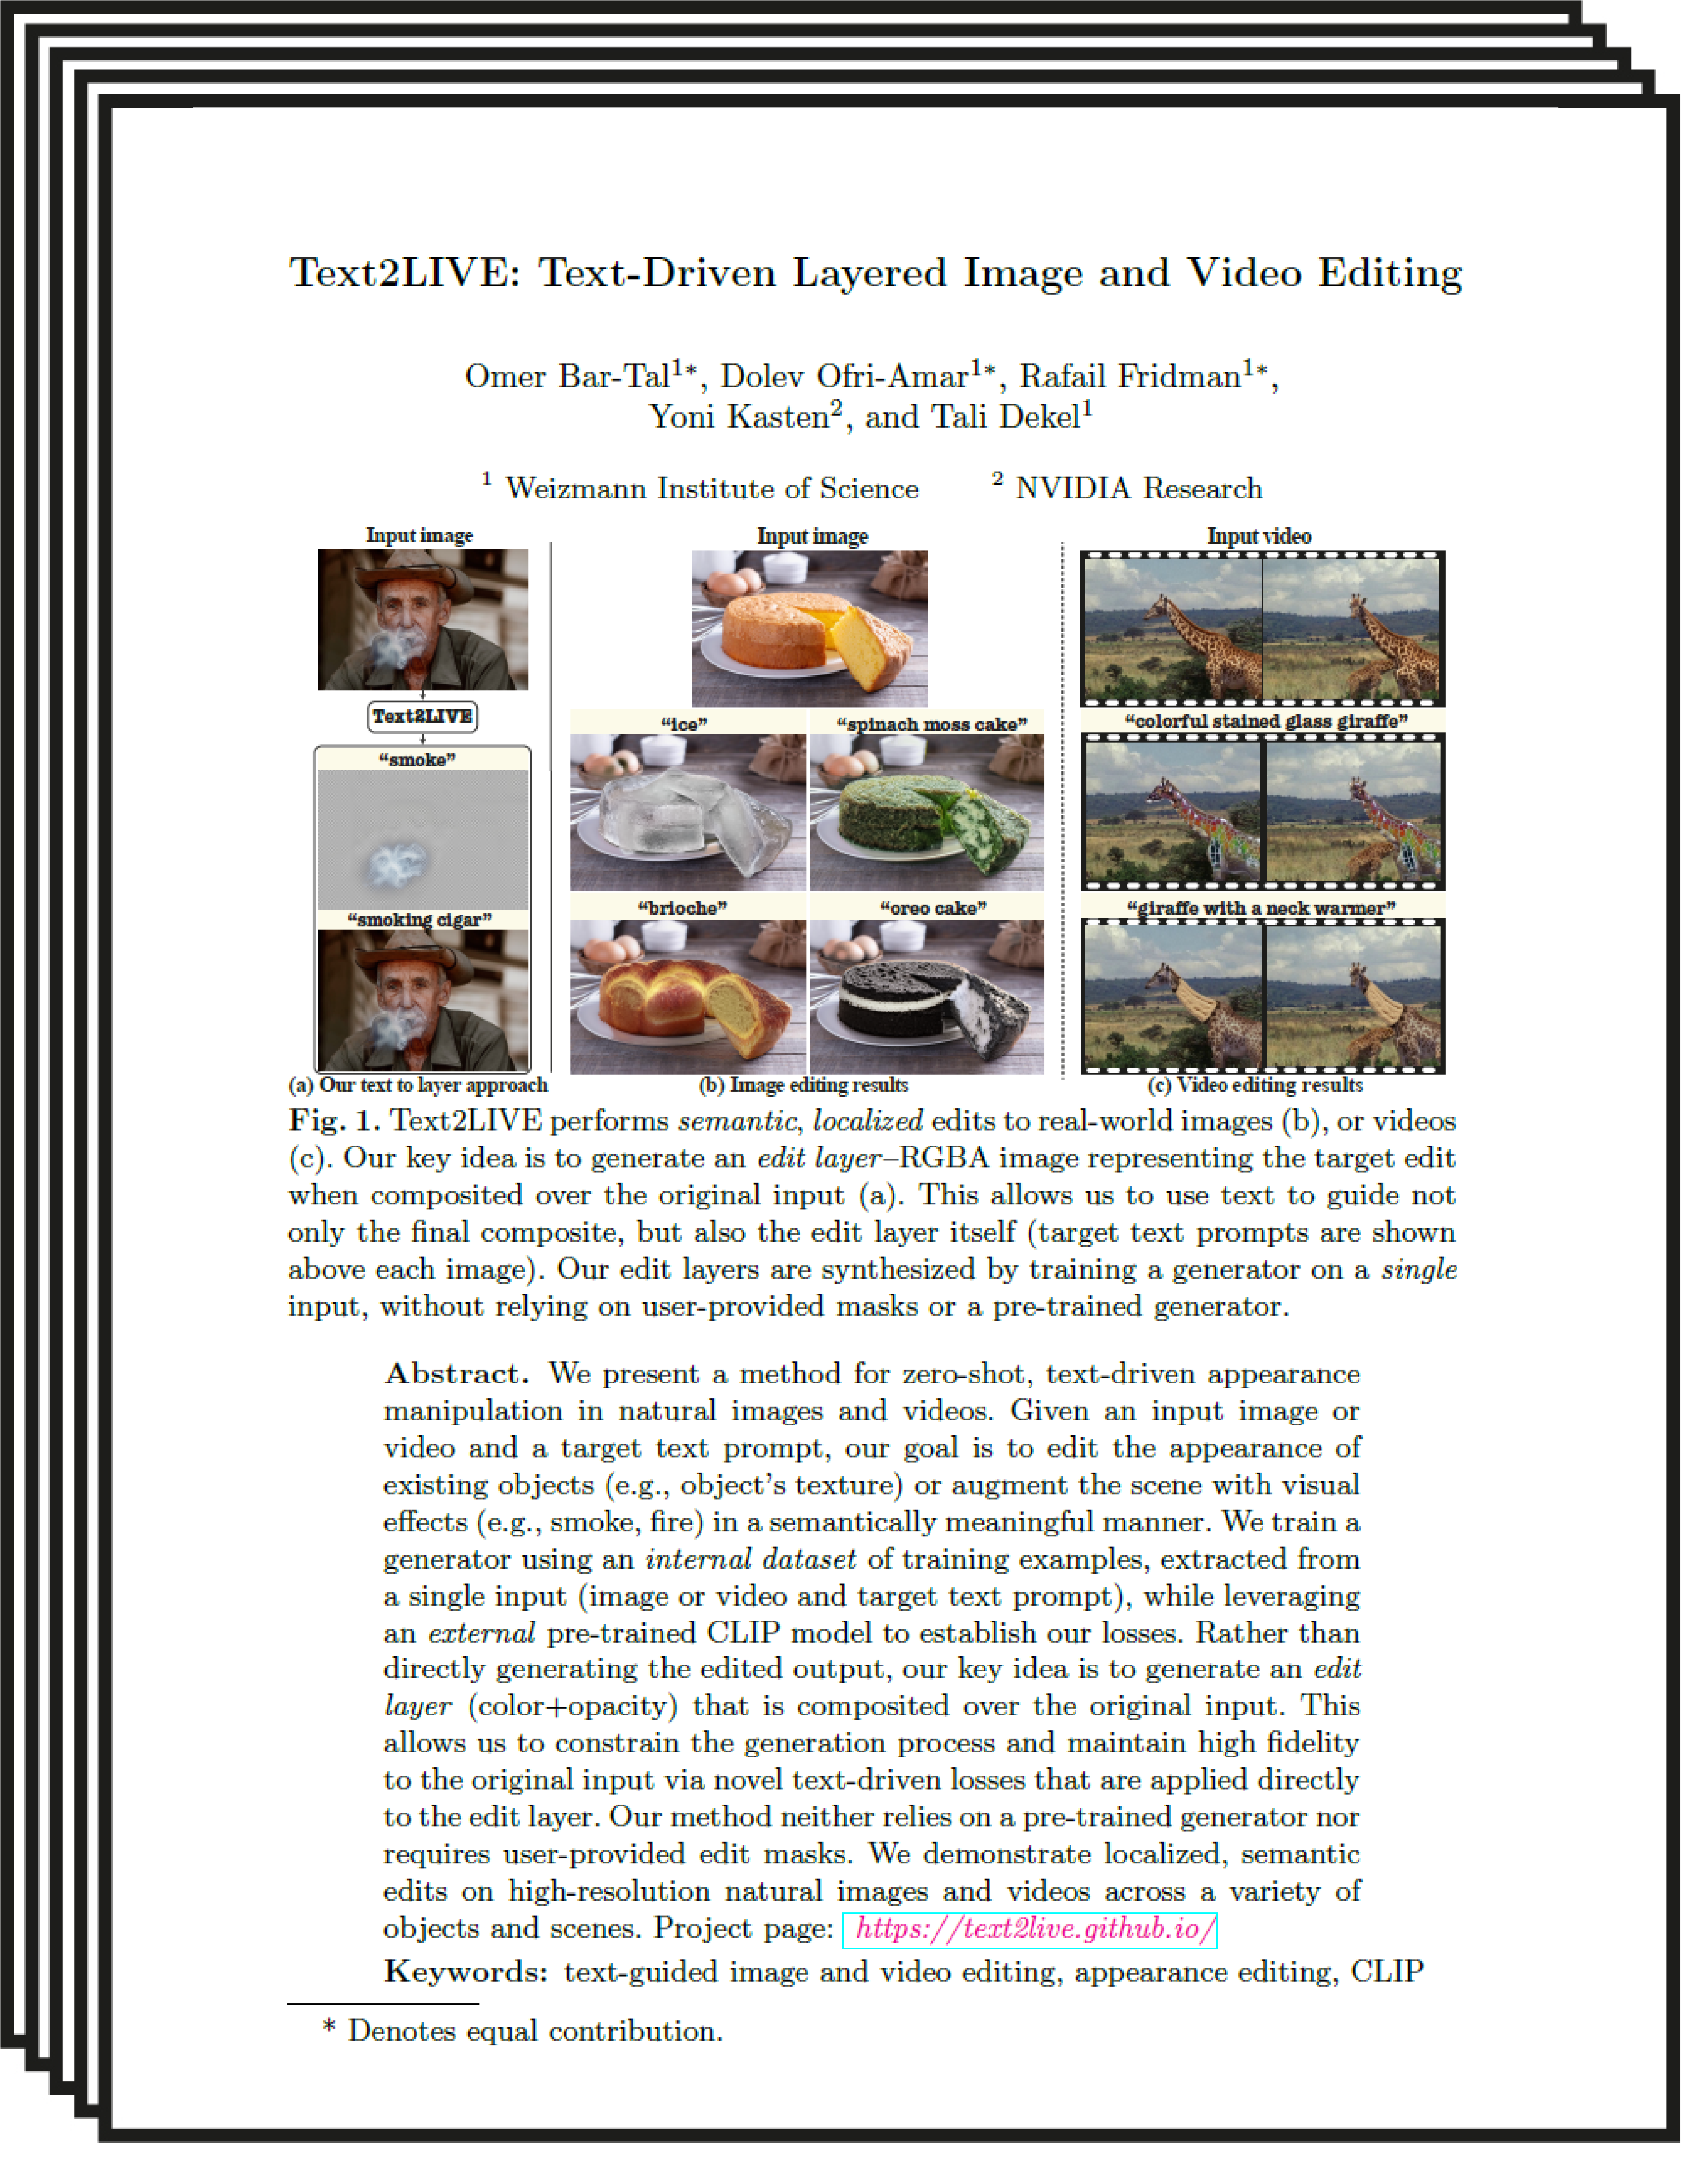 Text2LIVE: Text-Driven Layered Image and Video Editing
Omer Bar-Tal1*, Dolev Ofri-Amar1*, Rafail Fridman1*,
Yoni Kasten2, and Tali Dekel1
1 Weizmann Institute of Science 2 NVIDIA Research
Input image
Text2LIVE
"smoke"
"smoking cigar"
(a) Our text to layer approach
Input image
"ice" "spinach moss cake"
"brioche" "oreo cake"
(b) Image editing results
Input video
"colorful stained glass giraffe"
"giraffe with a neck warmer"
(c) Video editing results
Fig. 1. Text2LIVE performs semantic, localized edits to real-world images (b), or videos
(c). Our key idea is to generate an edit layer–RGBA image representing the target edit
when composited over the original input (a). This allows us to use text to guide not
only the final composite, but also the edit layer itself (target text prompts are shown
above each image). Our edit layers are synthesized by training a generator on a single
input, without relying on user-provided masks or a pre-trained generator.
Abstract. We present a method for zero-shot, text-driven appearance
manipulation in natural images and videos. Given an input image or
video and a target text prompt, our goal is to edit the appearance of
existing objects (e.g., object's texture) or augment the scene with visual
effects (e.g., smoke, fire) in a semantically meaningful manner. We train a
generator using an internal dataset of training examples, extracted from
a single input (image or video and target text prompt), while leveraging
an external pre-trained CLIP model to establish our losses. Rather than
directly generating the edited output, our key idea is to generate an edit
layer (color+opacity) that is composited over the original input. This
allows us to constrain the generation process and maintain high fidelity
to the original input via novel text-driven losses that are applied directly
to the edit layer. Our method neither relies on a pre-trained generator nor
requires user-provided edit masks. We demonstrate localized, semantic
edits on high-resolution natural images and videos across a variety of
objects and scenes. Project page: https://text2live.github.io/
Keywords: text-guided image and video editing, appearance editing, CLIP
* Denotes equal contribution.